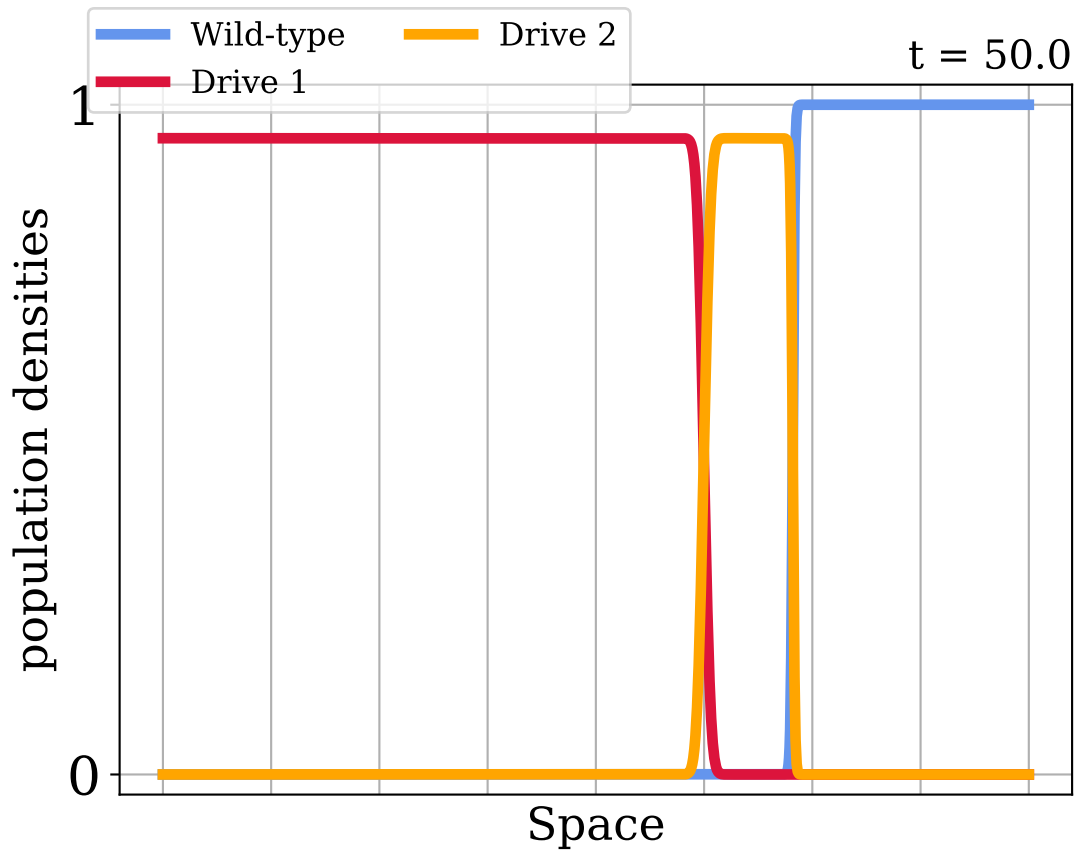 Wild-type
Drive 2
Drive 1
t = 50.0
1
population densities
0
Space